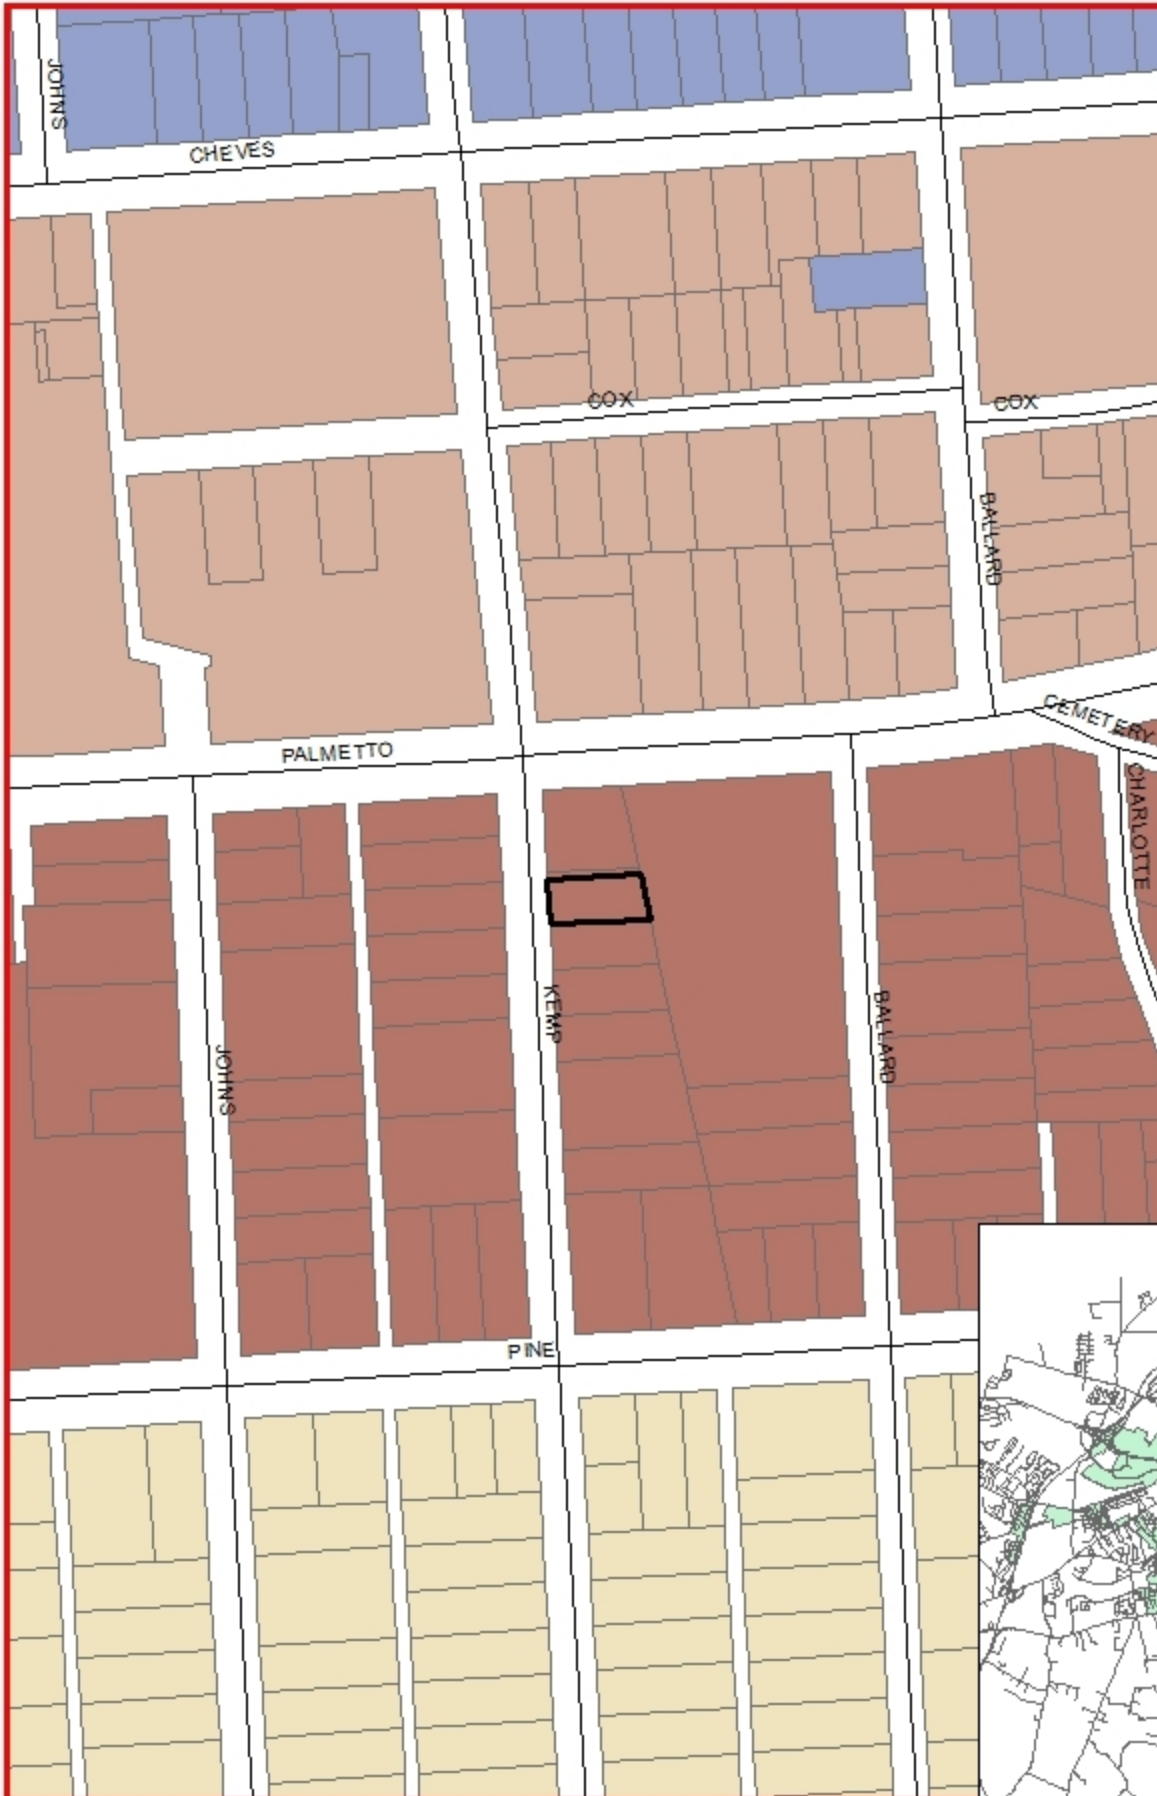 JOHNS
CHEVES
COX
COX
BALLARD
CEMETERY
PALMETTO
CHARLOTTE
KEMP
BALLARD
JOHNS
PINE